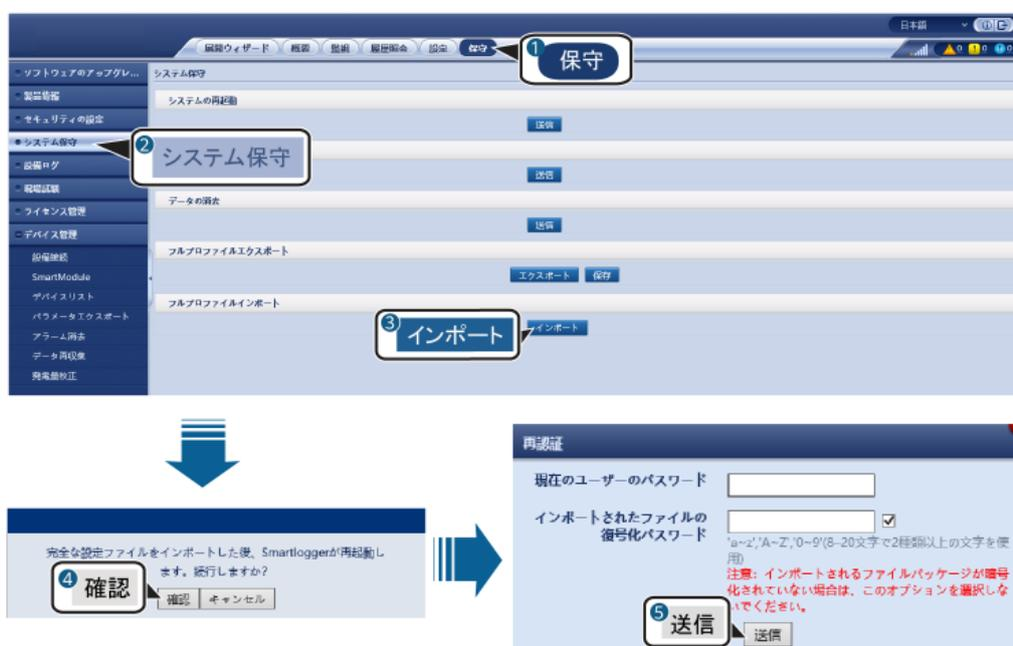 日本語
展開ウィザード 概要 監視 履歴照会 設定 保守
1 保守
0 0 0
ソフトウェアのアップグレ...
システム保守
製品情報
システムの再起動
セキュリティの設定
送信
システム保守
2 システム保守
設備ログ
送信
現場試験
データの消去
ライセンス管理
送信
デバイス管理
フルプロファイルエクスポート
設備接続
エクスポート 保存
SmartModule
デバイスリスト
フルプロファイルインポート
パラメータエクスポート
3 インポート
インポート
アラーム消去
データ再収集
発電量校正
完全な設定ファイルをインポートした後、Smartloggerが再起動し
ます。続行しますか?
4 確認
確認 キャンセル
再認証
現在のユーザーのパスワード
インポートされたファイルの
復号化パスワード
'a~z','A~Z','0~9'(8–20文字で2種類以上の文字を使
用)
注意: インポートされるファイルパッケージが暗号
化されていない場合は、このオプションを選択しな
いでください。
5 送信
送信